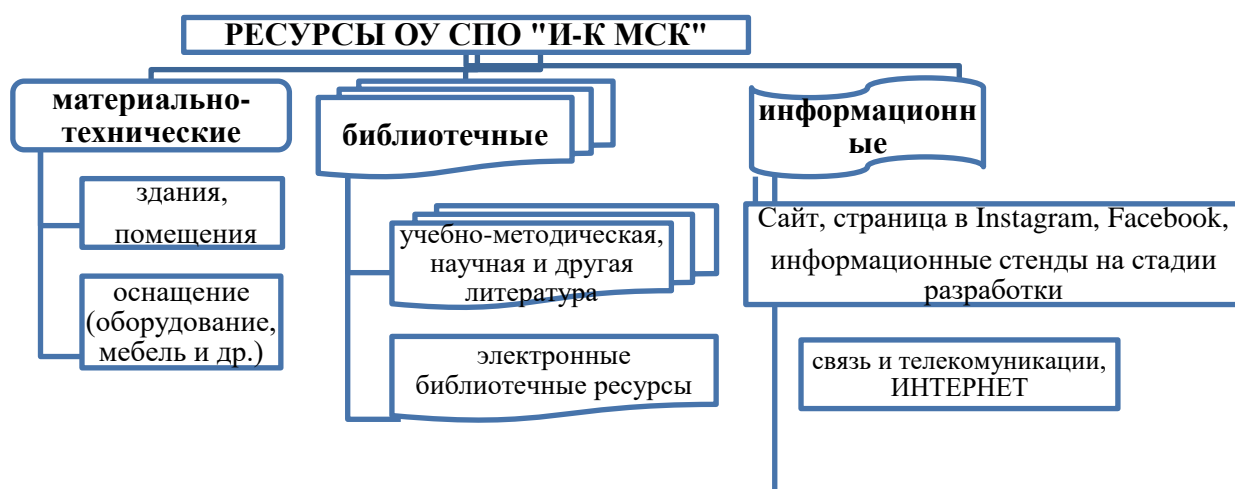 РЕСУРСЫ ОУ СПО "И-К МСК"
материально-
технические
здания,
помещения
оснащение
(оборудование,
мебель и др.)
библиотечные
учебно-методическая,
научная и другая
литература
электронные
библиотечные ресурсы
информационн
ые
Сайт, страница в Instagram, Facebook,
информационные стенды на стадии
разработки
связь и телекомуникации,
ИНТЕРНЕТ